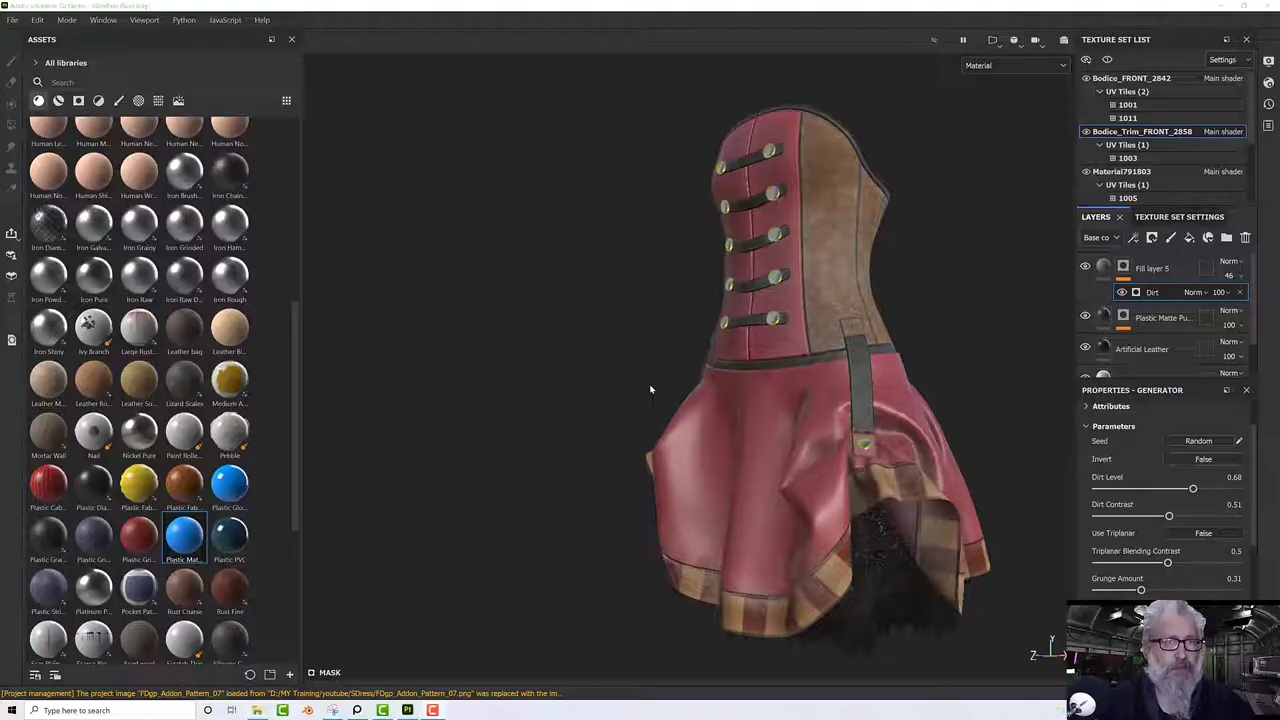 File Edit Mode Window Viewport Python JavaScript Help
ASSETS
All libraries
Search
Human Le...
Human M...
Human Ne...
Human Ne...
Human No...
Human Shi...
Human Wr...
Iron Brush...
Iron Chain...
Iron Diam...
Iron Galva...
Iron Grainy
Iron Grinded
Iron Ham...
Iron Powd...
Iron Pure
Iron Raw
Iron Raw D...
Iron Rough
Iron Shiny
Ivy Branch
Large Rust...
Leather bag
Leather Bi...
Leather M...
Leather Ro...
Leather So...
Lizard Scales
Medium A...
Mortar Wall
Nail
Nickel Pure
Paint Rolle...
Pebble
Plastic Cab...
Plastic Dia...
Plastic Fab...
Plastic Fab...
Plastic Glo...
Plastic Grai...
Plastic Gri...
Plastic Gri...
Plastic Mat...
Plastic PVC
Plastic Stri...
Platinum P...
Pocket Pat...
Rust Coarse
Rust Fine
Material
MASK
Y
Z
TEXTURE SET LIST
Settings
Bodice_FRONT_2842 Main shader
UV Tiles (2)
1001
1011
Bodice_Trim_FRONT_2858 Main shader
UV Tiles (1)
1003
Material791803 Main shader
UV Tiles (1)
1005
LAYERS TEXTURE SET SETTINGS
Base co
Norm
Fill layer 5
46
Dirt Norm 100
Norm
Plastic Matte Pu...
100
Norm
Artificial Leather
100
Norm
PROPERTIES - GENERATOR
Attributes
Parameters
Seed Random
Invert False
Dirt Level 0.68
Dirt Contrast 0.51
Use Triplanar False
Triplanar Blending Contrast 0.5
Grunge Amount 0.31
[Project management] The project image "FDgp_Addon_Pattern_07" loaded from "D:/MY Training/youtube/SDress/FDgp_Addon_Pattern_07.png" was replaced with the im...
Type here to search